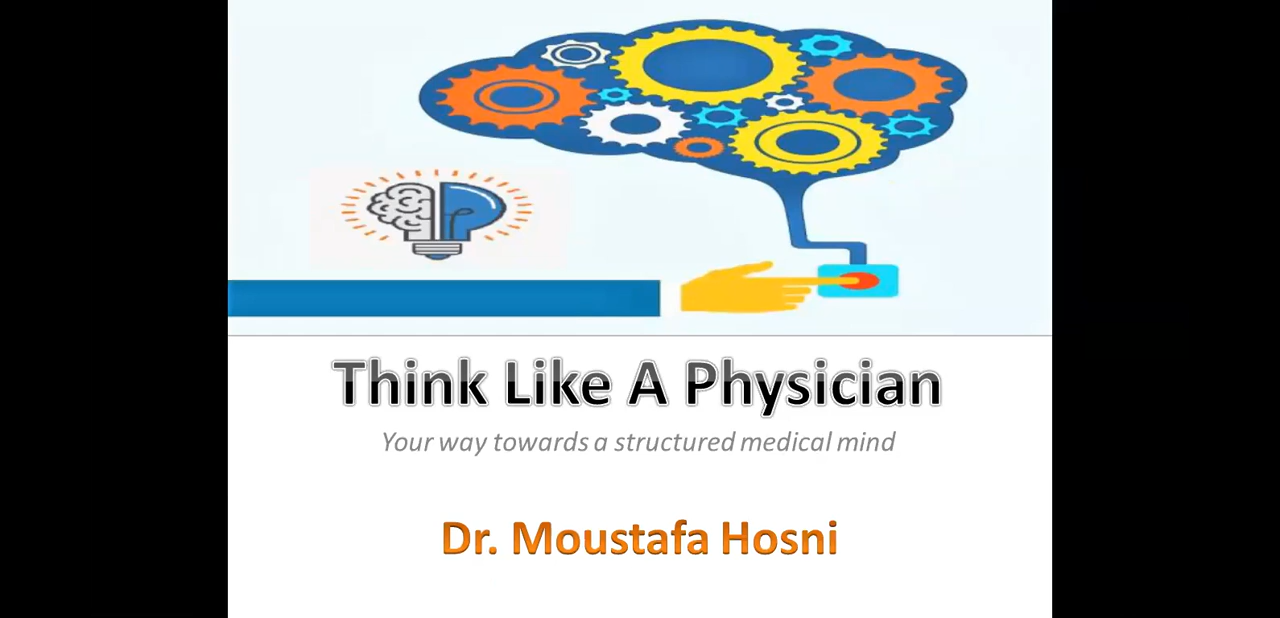 Think Like A Physician
Your way towards a structured medical mind
Dr. Moustafa Hosni